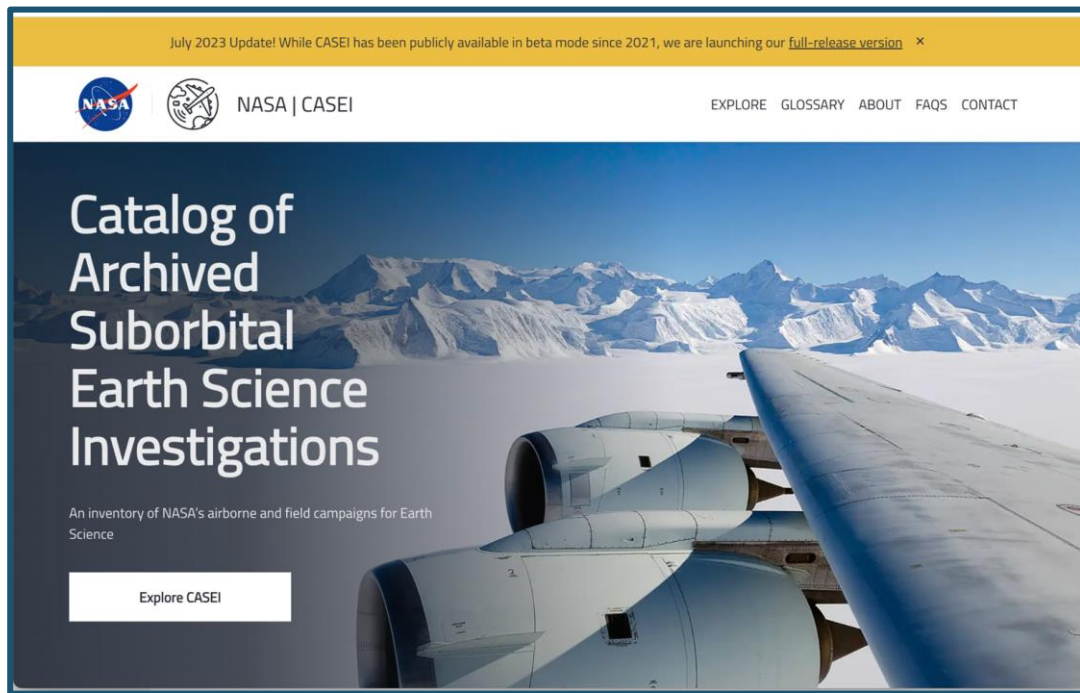 July 2023 Update! While CASEI has been publicly available in beta mode since 2021, we are launching our full-release version ×
NASA
NASA | CASEI
EXPLORE GLOSSARY ABOUT FAQS CONTACT
Catalog of
Archived
Suborbital
Earth Science
Investigations
An inventory of NASA's airborne and field campaigns for Earth
Science
Explore CASEI
2